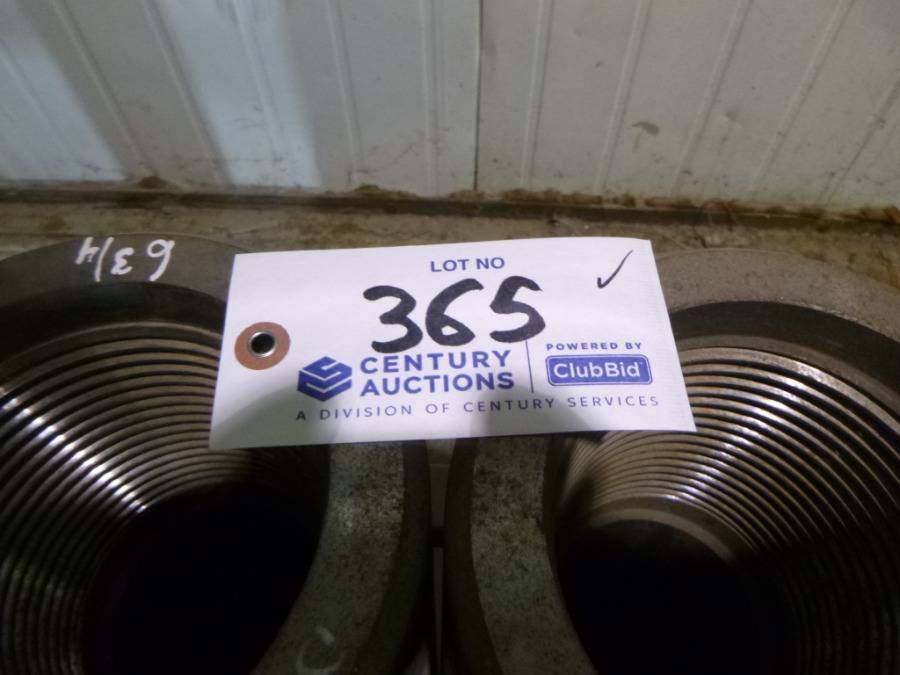 6 3/4
LOT NO
365
CENTURY
AUCTIONS
POWERED BY
ClubBid
A DIVISION OF CENTURY SERVICES